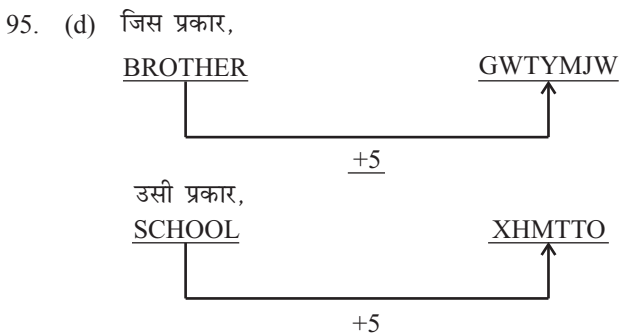 95. (d) जिस प्रकार,
BROTHER GWTYMJW
+5
उसी प्रकार,
SCHOOL XHMTTO
+5